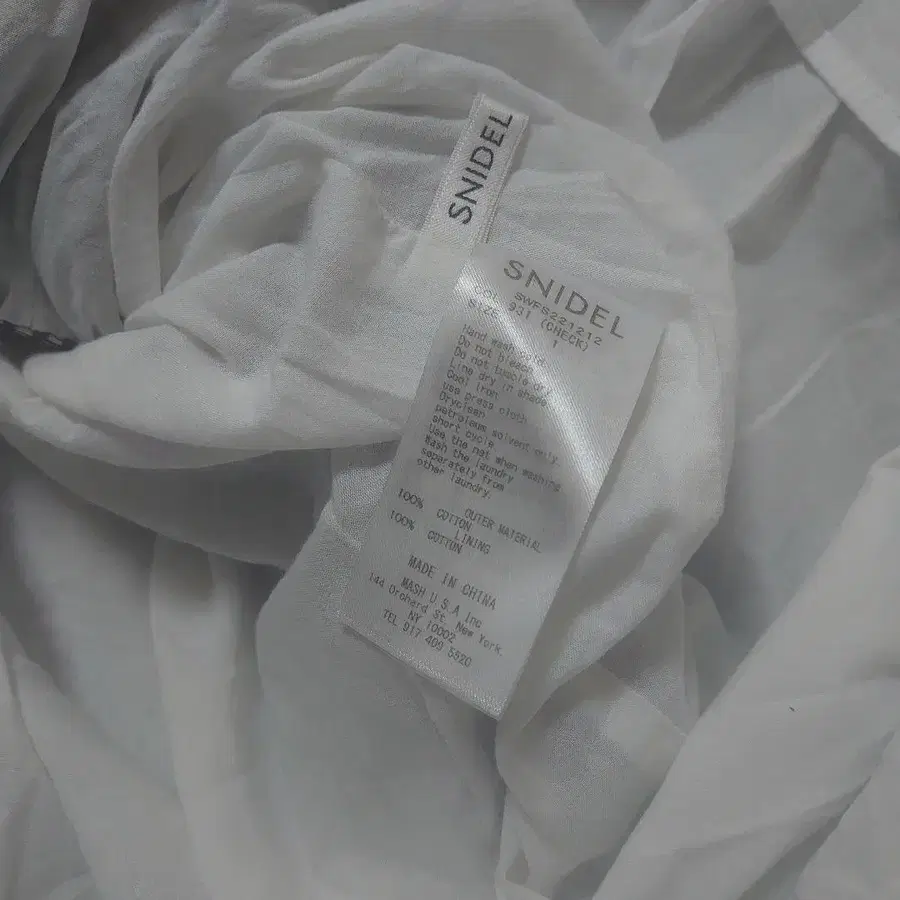 SNIDEL
SNIDEL
SWFS221212
COL 931 (CHECK)
SIZE 1
Hand wash cold.
Do not bleach
Do not tumble dry
Line dry in shade
Cool iron
use press cloth
Dryclean
petroleum solvent only.
short cycle.
Use the net when washing
Wash the laundry
separately from
other laundry.
OUTER MATERIAL
100% COTTON
LINING
100% COTTON
MADE IN CHINA
MASH U.S.A Inc
144 Orchard St. New York.
NY 10002
TEL 917 409 5520